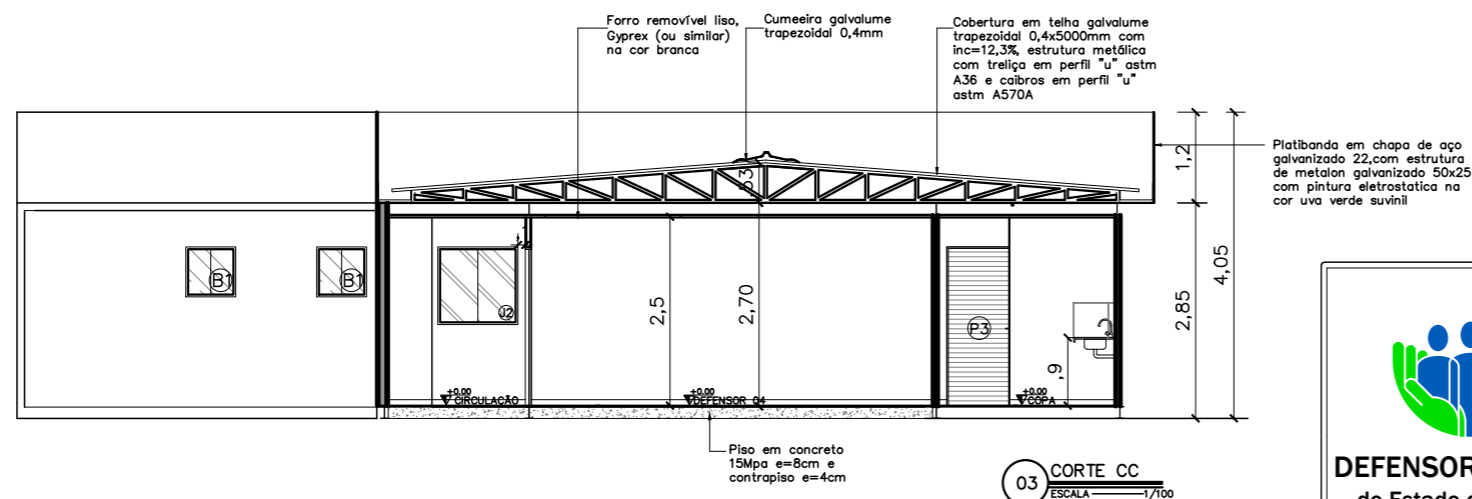 Forro removível liso,
Gyprex (ou similar)
na cor branca
Cumeeira galvalume
trapezoidal 0,4mm
Cobertura em telha galvalume
trapezoidal 0,4x5000mm com
inc=12,3%, estrutura metálica
com treliça em perfil "u" astm
A36 e caibros em perfil "u"
astm A570A
Platibanda em chapa de aço
galvanizado 22,com estrutura
de metalon galvanizado 50x25
com pintura eletrostatica na
cor uva verde suvinil
1,2
4,05
2,85
B1
B1
J2
2,5
2,70
P3
,9
+0.00
CIRCULAÇÃO
+0.00
DEFENSOR 04
+0.00
COPA
Piso em concreto
15Mpa e=8cm e
contrapiso e=4cm
03
CORTE CC
ESCALA 1/100
DEFENSOR
do Estado